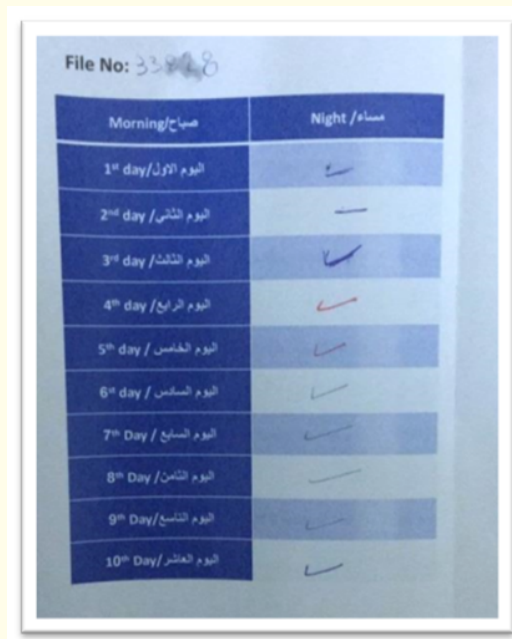 File No:
صباح/Morning Night /مساء
1st day/اليوم الاول
2nd day /اليوم الثاني
3rd day /اليوم الثالث
4th day /اليوم الرابع
5th day / اليوم الخامس
6st day / اليوم السادس
7th Day / اليوم السابع
8th Day /اليوم الثامن
9th Day/اليوم التاسع
10th Day/اليوم العاشر